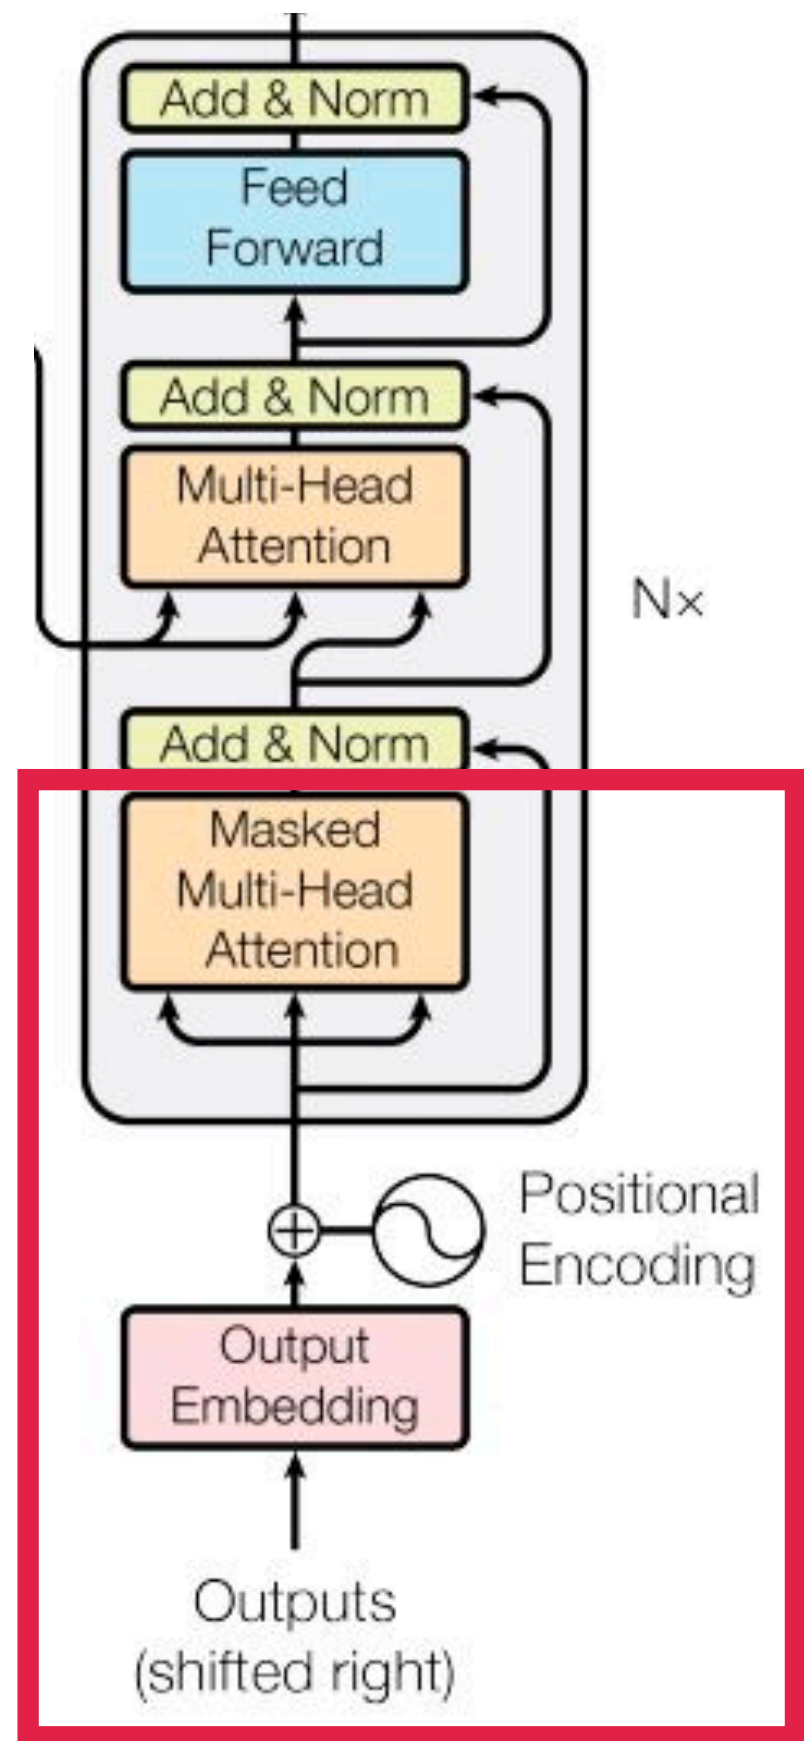 Add & Norm
Feed
Forward
Add & Norm
Multi-Head
Attention
N×
Add & Norm
Masked
Multi-Head
Attention
Positional
Encoding
Output
Embedding
Outputs
(shifted right)